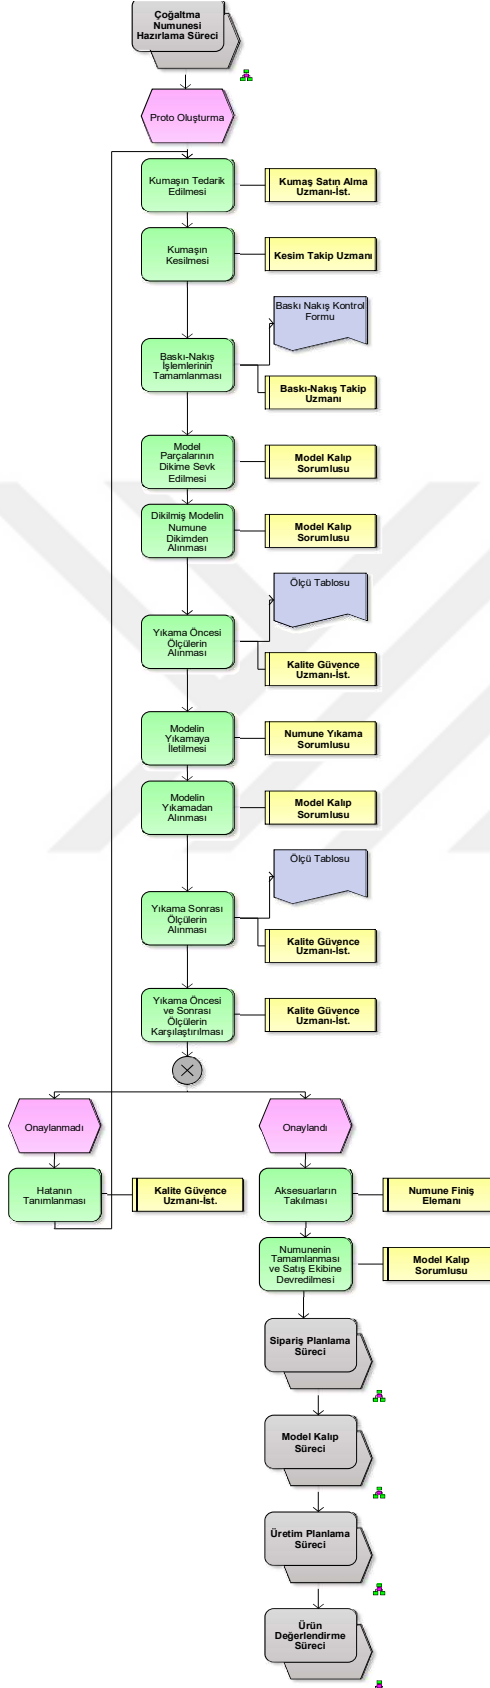 Çoğaltma
Numunesi
Hazırlama Süreci
Proto Oluşturma
Kumaşın Tedarik
Edilmesi
Kumaş Satın Alma
Uzmanı-İst.
Kumaşın
Kesilmesi
Kesim Takip Uzmanı
Baskı Nakış Kontrol
Formu
Baskı-Nakış
İşlemlerinin
Tamamlanması
Baskı-Nakış Takip
Uzmanı
Model
Parçalarının
Dikime Sevk
Edilmesi
Model Kalıp
Sorumlusu
Dikilmiş Modelin
Numune
Dikimden
Alınması
Model Kalıp
Sorumlusu
Ölçü Tablosu
Yıkama Öncesi
Ölçülerin
Alınması
Kalite Güvence
Uzmanı-İst.
Modelin
Yıkamaya
İletilmesi
Numune Yıkama
Sorumlusu
Modelin
Yıkamadan
Alınması
Model Kalıp
Sorumlusu
Ölçü Tablosu
Yıkama Sonrası
Ölçülerin
Alınması
Kalite Güvence
Uzmanı-İst.
Yıkama Öncesi
ve Sonrası
Ölçülerin
Karşılaştırılması
Kalite Güvence
Uzmanı-İst.
Onaylanmadı
Onaylandı
Hatanın
Tanımlanması
Kalite Güvence
Uzmanı-İst.
Aksesuarların
Takılması
Numune Finiş
Elemanı
Numunenin
Tamamlanması
ve Satış Ekibine
Devredilmesi
Model Kalıp
Sorumlusu
Sipariş Planlama
Süreci
Model Kalıp
Süreci
Üretim Planlama
Süreci
Ürün
Değerlendirme
Süreci